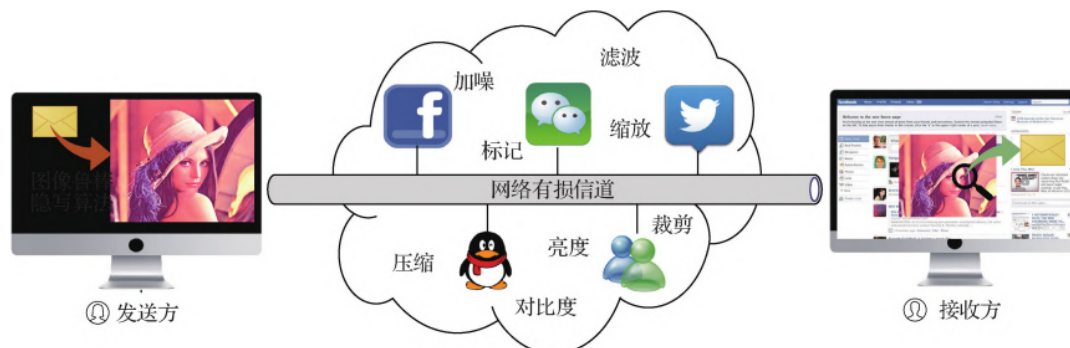 图像鲁棒
隐写算法
发送方
加噪
滤波
缩放
标记
网络有损信道
裁剪
亮度
压缩
对比度
facebook
接收方